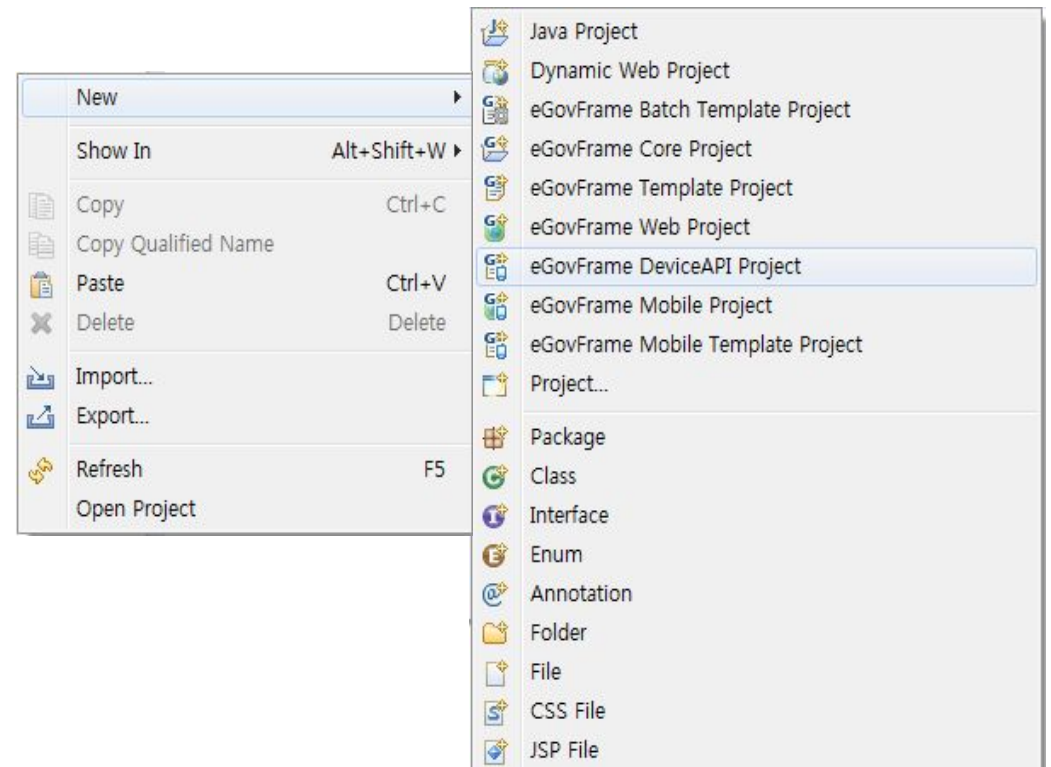 New
Show In Alt+Shift+W
Copy Ctrl+C
Copy Qualified Name
Paste Ctrl+V
Delete Delete
Import...
Export...
Refresh F5
Open Project
Java Project
Dynamic Web Project
eGovFrame Batch Template Project
eGovFrame Core Project
eGovFrame Template Project
eGovFrame Web Project
eGovFrame DeviceAPI Project
eGovFrame Mobile Project
eGovFrame Mobile Template Project
Project...
Package
Class
Interface
Enum
Annotation
Folder
File
CSS File
JSP File